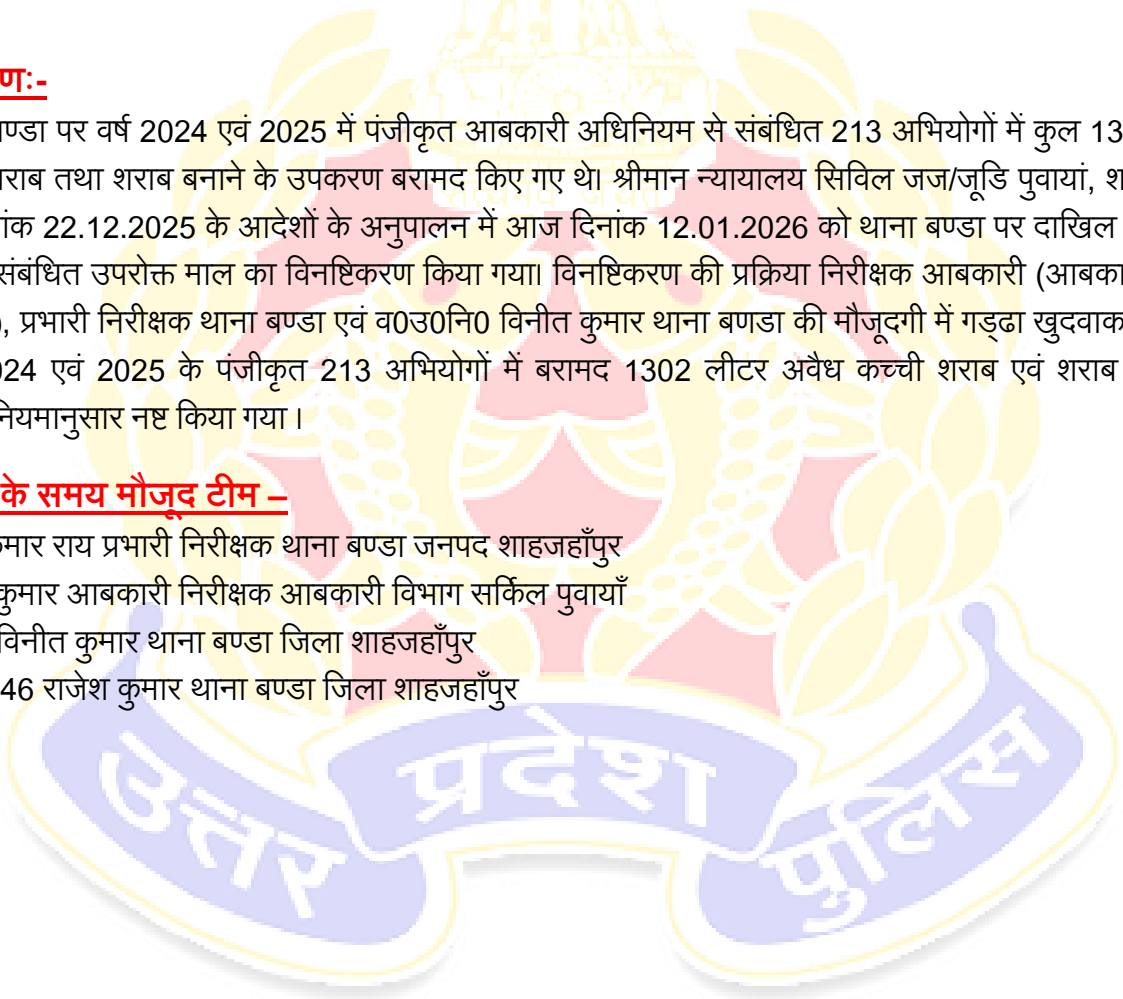 ण:-
ण्डा पर वर्ष 2024 एवं 2025 में पंजीकृत आबकारी अधिनियम से संबंधित 213 अभियोगों में कुल 13
राब तथा शराब बनाने के उपकरण बरामद किए गए थे। श्रीमान न्यायालय सिविल जज/जूडि पुवायां, श
ांक 22.12.2025 के आदेशों के अनुपालन में आज दिनांक 12.01.2026 को थाना बण्डा पर दाखिल
संबंधित उपरोक्त माल का विनष्टिकरण किया गया। विनष्टिकरण की प्रक्रिया निरीक्षक आबकारी (आबका
), प्रभारी निरीक्षक थाना बण्डा एवं व0उ0नि0 विनीत कुमार थाना बणडा की मौजूदगी में गड्ढा खुदवाक
024 एवं 2025 के पंजीकृत 213 अभियोगों में बरामद 1302 लीटर अवैध कच्ची शराब एवं शराब
नियमानुसार नष्ट किया गया ।
के समय मौजूद टीम –
कुमार राय प्रभारी निरीक्षक थाना बण्डा जनपद शाहजहाँपुर
कुमार आबकारी निरीक्षक आबकारी विभाग सर्किल पुवायाँ
विनीत कुमार थाना बण्डा जिला शाहजहाँपुर
46 राजेश कुमार थाना बण्डा जिला शाहजहाँपुर
उत्तर प्रदेश पुलिस